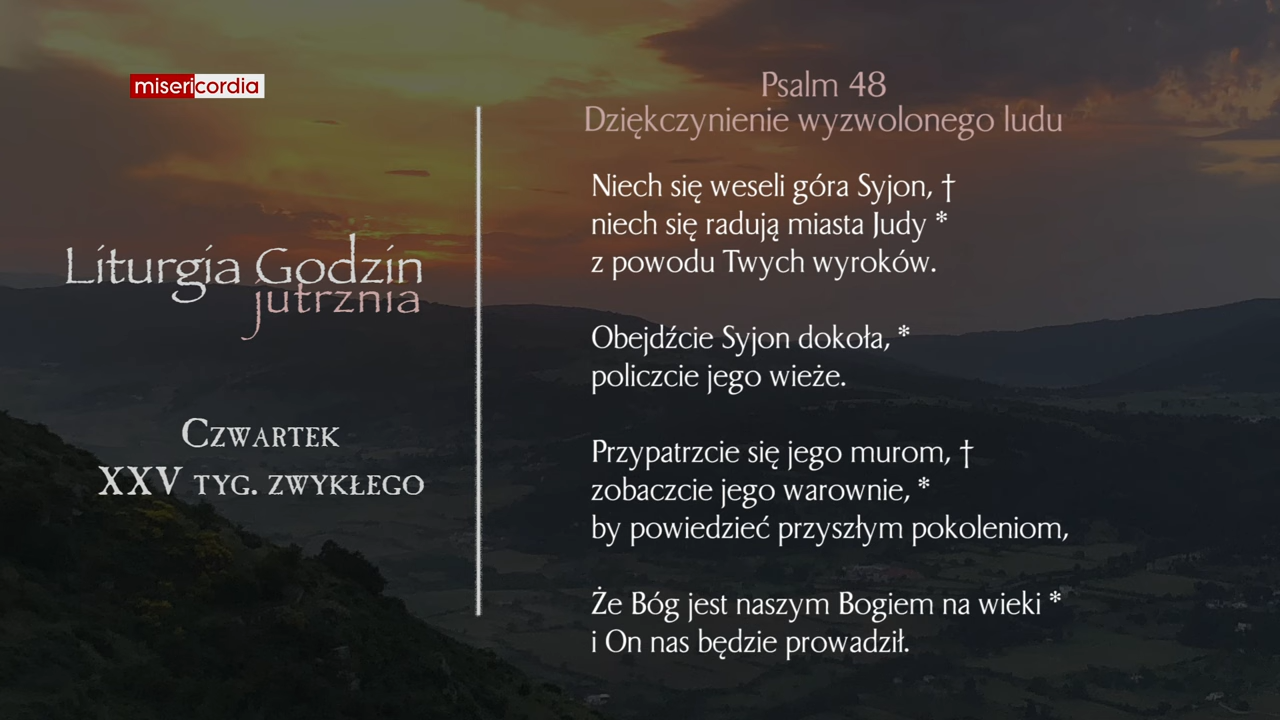 misericordia
Liturgia Godzin
jutrznia
Czwartek
XXV tyg. zwykłego
Psalm 48
Dziękczynienie wyzwolonego ludu
Niech się weseli góra Syjon, †
niech się radują miasta Judy *
z powodu Twych wyroków.
Obejdźcie Syjon dokoła, *
policzcie jego wieże.
Przypatrzcie się jego murom, †
zobaczcie jego warownie, *
by powiedzieć przyszłym pokoleniom,
Że Bóg jest naszym Bogiem na wieki *
i On nas będzie prowadził.